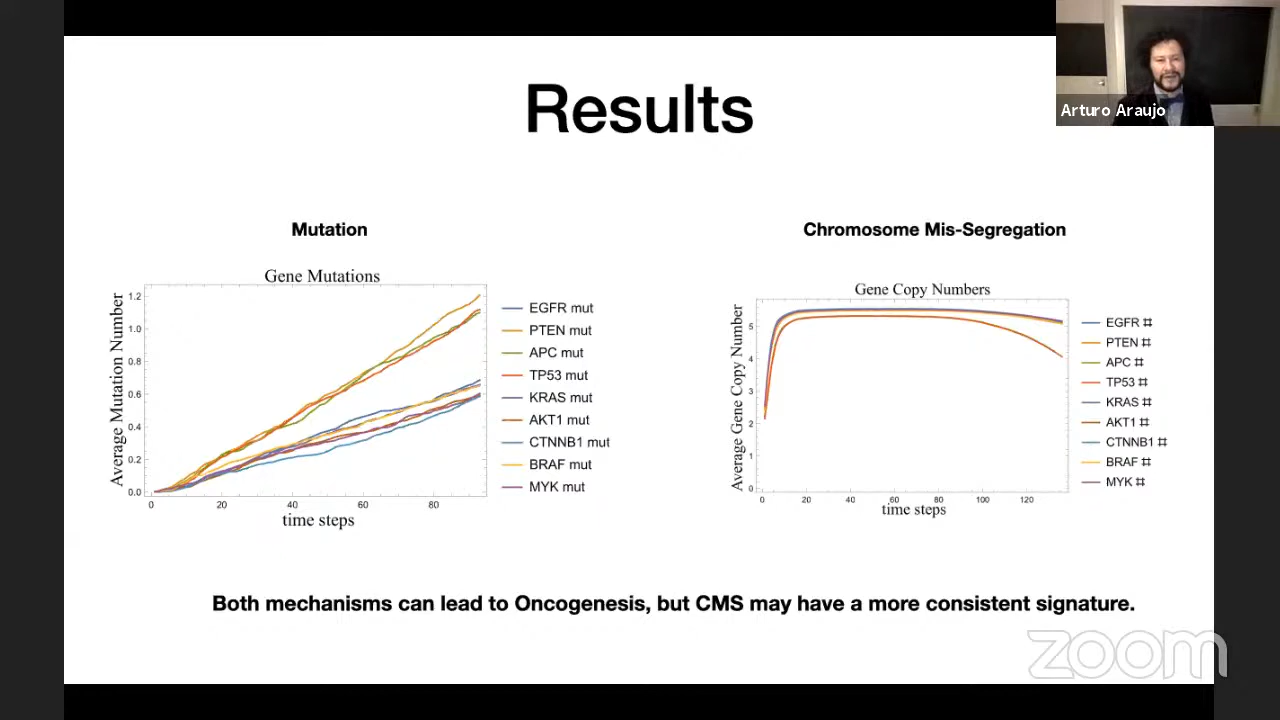 Results
Arturo Araujo
Mutation
Gene Mutations
Average Mutation Number
1.2
1.0
0.8
0.6
0.4
0.2
0.0
0 20 40 60 80
time steps
EGFR mut
PTEN mut
APC mut
TP53 mut
KRAS mut
AKT1 mut
CTNNB1 mut
BRAF mut
MYK mut
Chromosome Mis-Segregation
Gene Copy Numbers
Average Gene Copy Number
5
4
3
2
1
0
0 20 40 60 80 100 120
time steps
EGFR #
PTEN #
APC #
TP53 #
KRAS #
AKT1 #
CTNNB1 #
BRAF #
MYK #
Both mechanisms can lead to Oncogenesis, but CMS may have a more consistent signature.
zoom